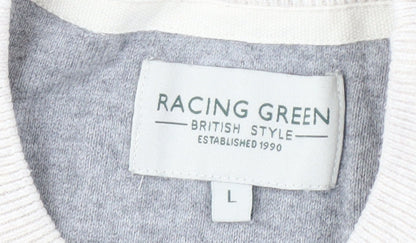 RACING GREEN
BRITISH STYLE
ESTABLISHED 1990
L